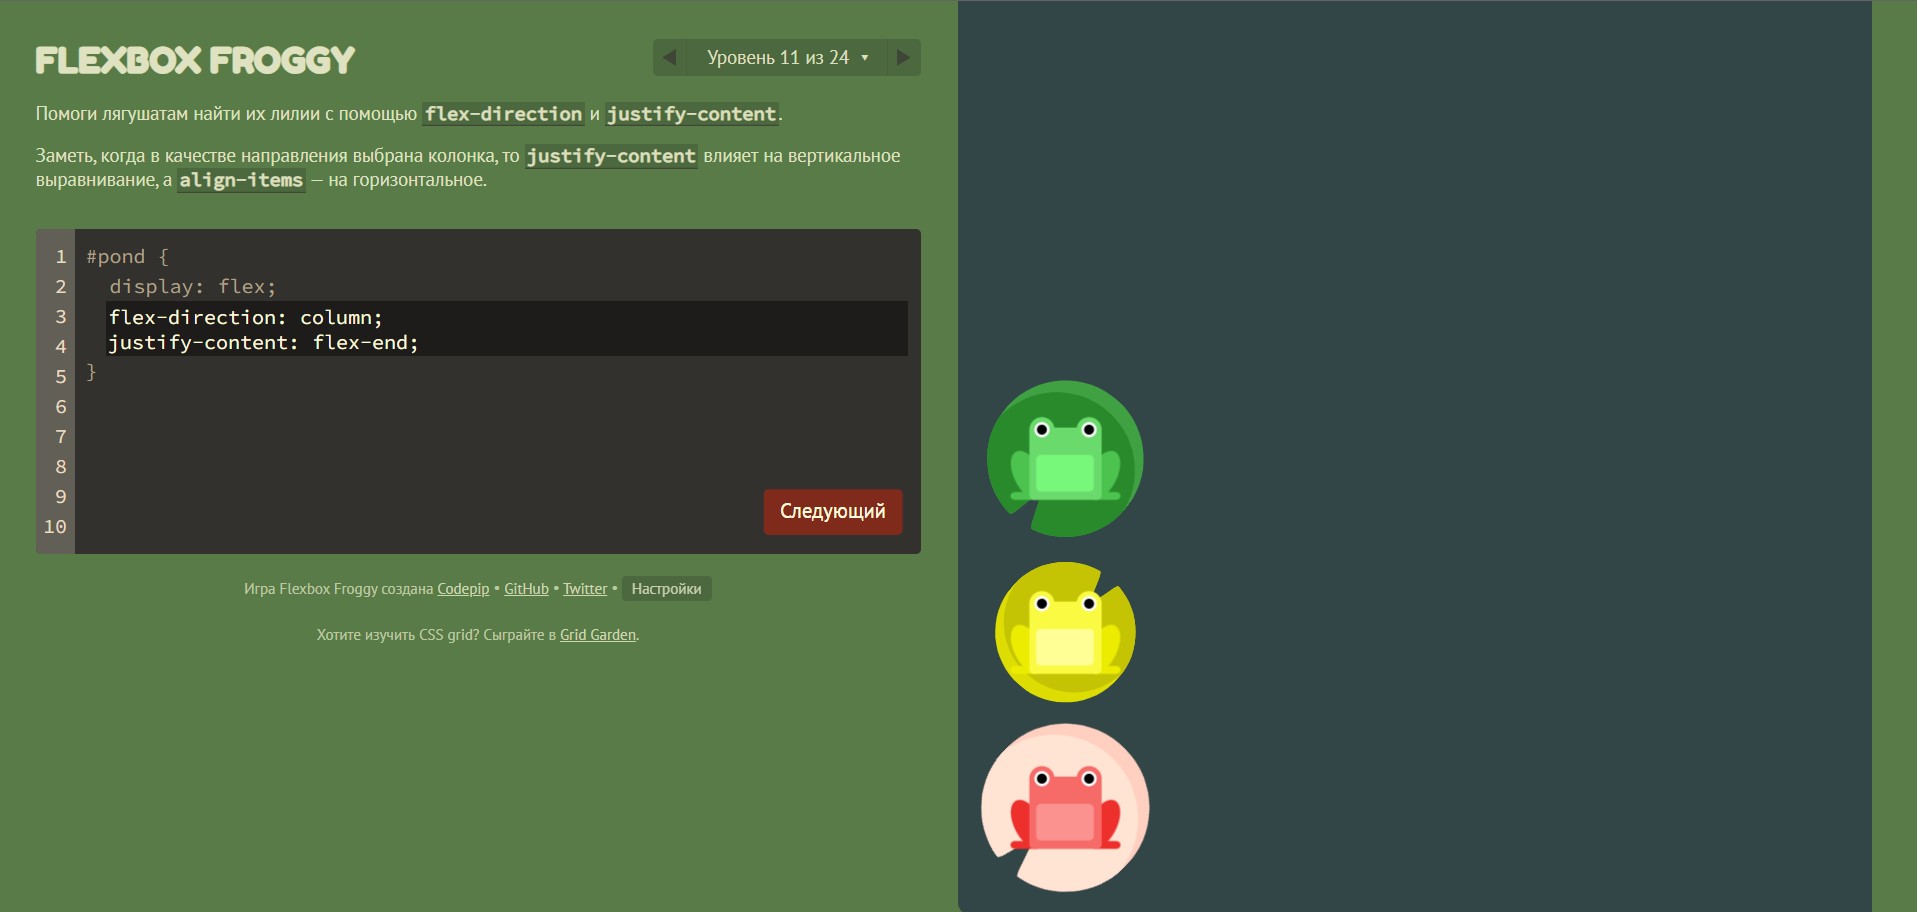 FLEXBOX FROGGY
Уровень 11 из 24
Помоги лягушатам найти их лилии с помощью flex-direction и justify-content.
Заметь, когда в качестве направления выбрана колонка, то justify-content влияет на вертикальное
выравнивание, а align-items — на горизонтальное.
1 #pond {
2 display: flex;
3 flex-direction: column;
4 justify-content: flex-end;
5 }
6
7
8
9
10
Следующий
Игра Flexbox Froggy создана Codepip • GitHub • Twitter • Настройки
Хотите изучить CSS grid? Сыграйте в Grid Garden.